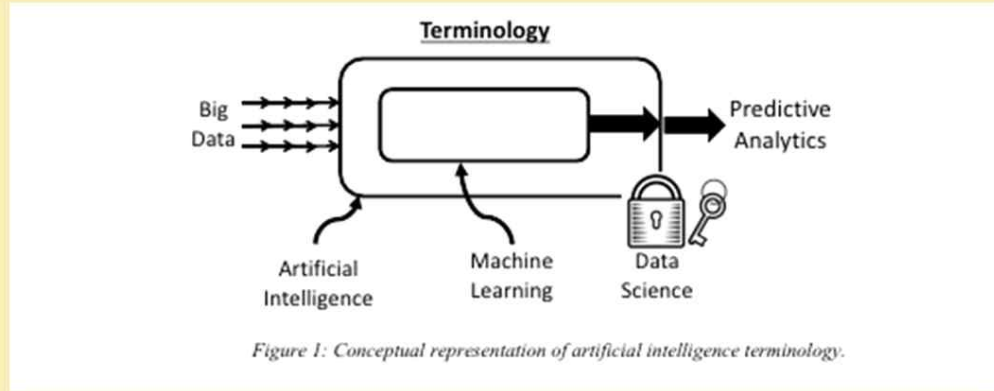 Terminology
Big
Data
Predictive
Analytics
Artificial
Intelligence
Machine
Learning
Data
Science
Figure 1: Conceptual representation of artificial intelligence terminology.